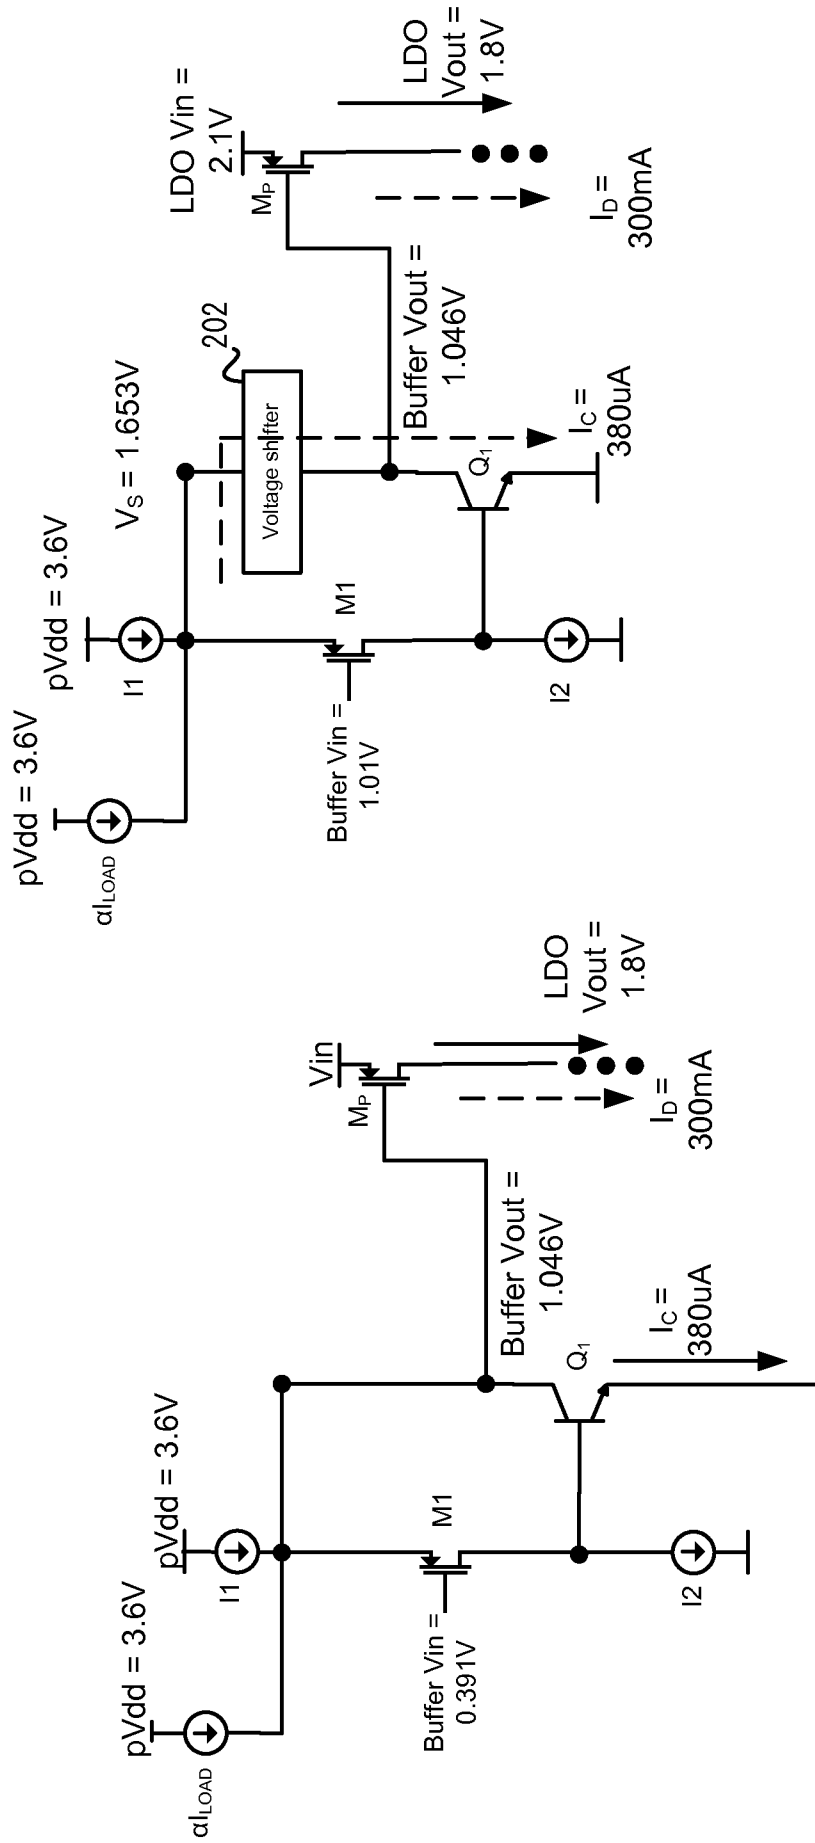 pVdd = 3.6V
αI_LOAD
pVdd = 3.6V
I1
Buffer Vin =
0.391V
M1
I2
Q1
Buffer Vout =
1.046V
IC =
380uA
Vin
MP
LDO
Vout =
1.8V
ID =
300mA
pVdd = 3.6V
αI_LOAD
pVdd = 3.6V
I1
VS = 1.653V
202
Voltage shifter
Buffer Vin =
1.01V
M1
I2
Q1
Buffer Vout =
1.046V
IC =
380uA
LDO Vin =
2.1V
MP
LDO
Vout =
1.8V
ID =
300mA